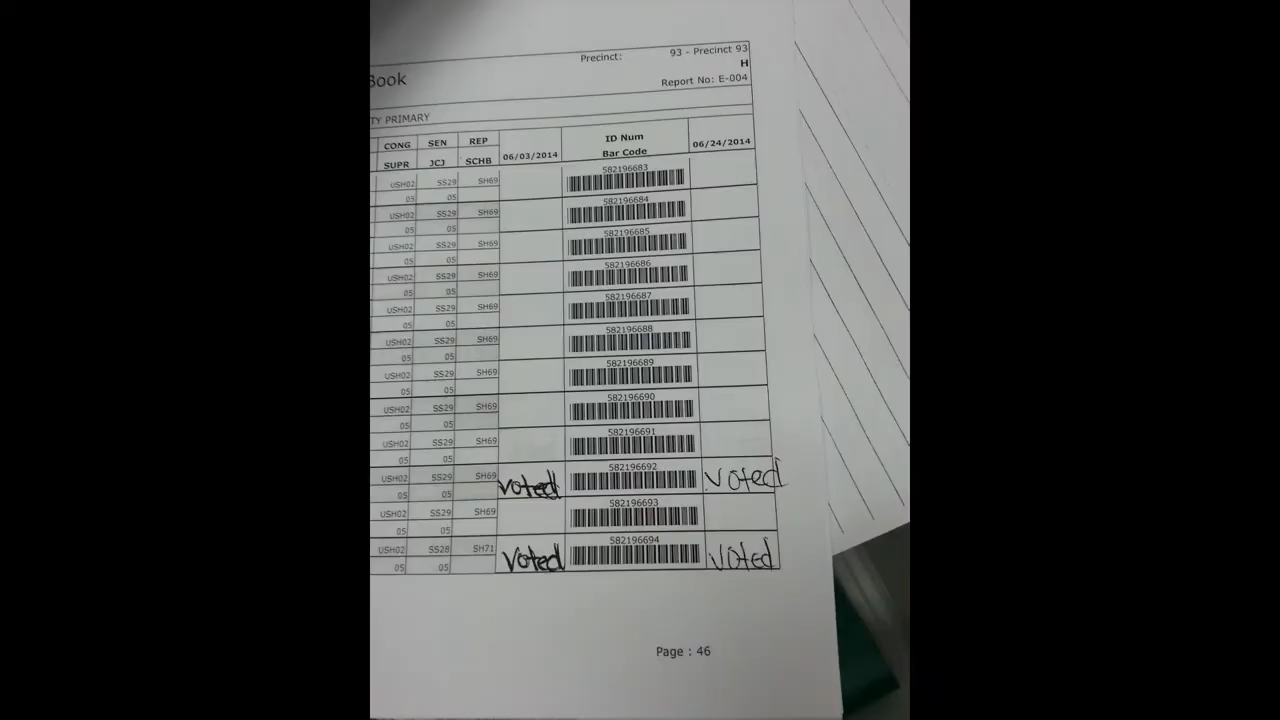 Precinct: 93 - Precinct 93
H
Book
Report No: E-004
TY PRIMARY
CONG SEN REP 06/03/2014 ID Num 06/24/2014
SUPR JCJ SCHB Bar Code
582196683
USH02 SS29 SH69
05 05
582196684
USH02 SS29 SH69
05 05
582196685
USH02 SS29 SH69
05 05
582196686
USH02 SS29 SH69
05 05
582196687
USH02 SS29 SH69
05 05
582196688
USH02 SS29 SH69
05 05
582196689
USH02 SS29 SH69
05 05
582196690
USH02 SS29 SH69
05 05
582196691
USH02 SS29 SH69
05 05
582196692
USH02 SS29 SH69 voted voted
05 05
582196693
USH02 SS29 SH69
05 05
582196694
USH02 SS28 SH71 voted voted
05 05
Page : 46